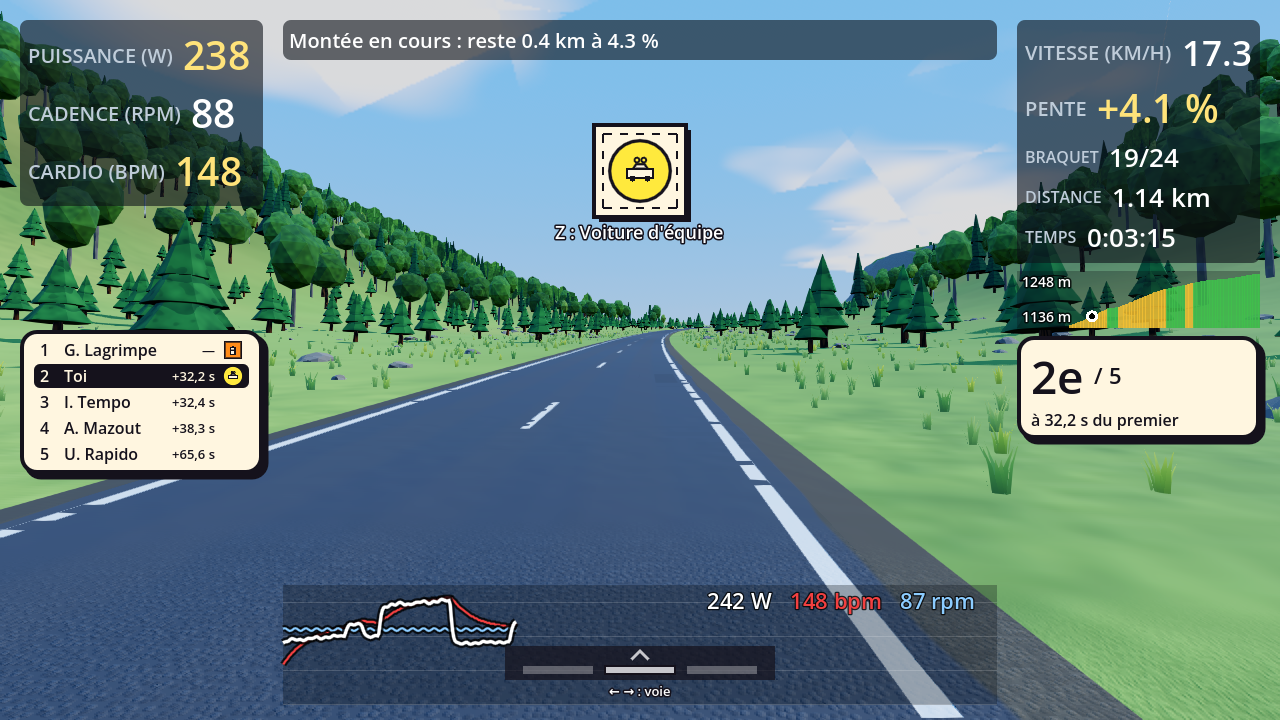 PUISSANCE (W) 238
CADENCE (RPM) 88
CARDIO (BPM) 148
Montée en cours : reste 0.4 km à 4.3 %
Z : Voiture d'équipe
VITESSE (KM/H) 17.3
PENTE +4.1 %
BRAQUET 19/24
DISTANCE 1.14 km
TEMPS 0:03:15
1248 m
1136 m
1 G. Lagrimpe —
2 Toi +32,2 s
3 I. Tempo +32,4 s
4 A. Mazout +38,3 s
5 U. Rapido +65,6 s
2e / 5
à 32,2 s du premier
242 W 148 bpm 87 rpm
← → : voie